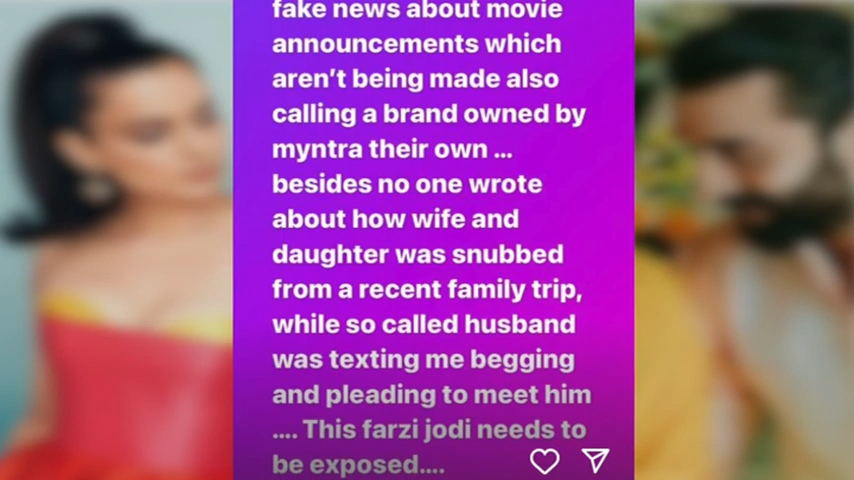 fake news about movie
announcements which
aren't being made also
calling a brand owned by
myntra their own ...
besides no one wrote
about how wife and
daughter was snubbed
from a recent family trip,
while so called husband
was texting me begging
and pleading to meet him
.... This farzi jodi needs to
be exposed....